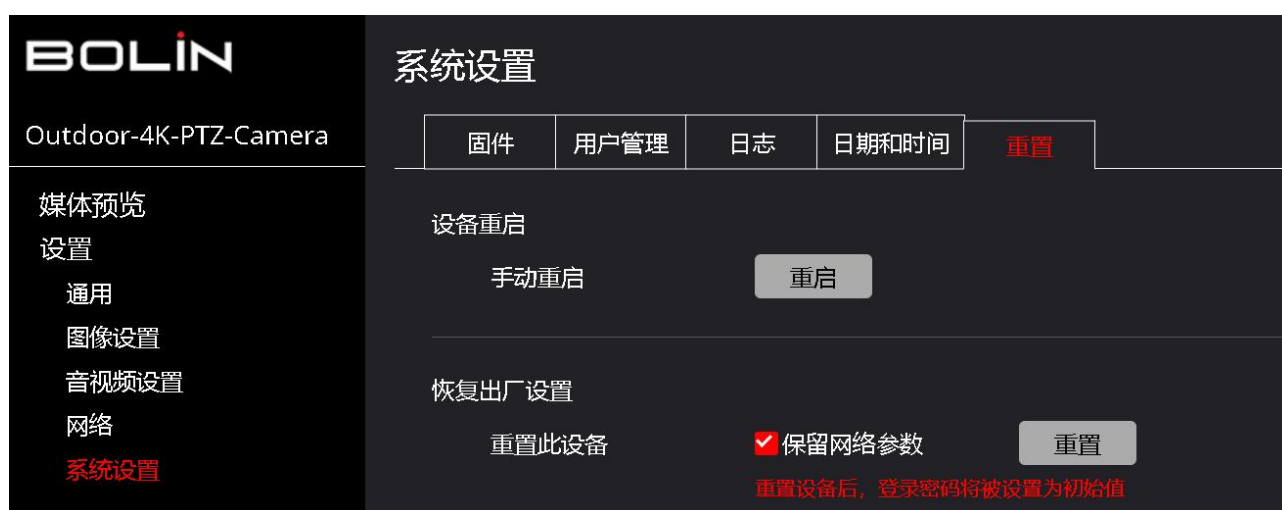 BOLIN
Outdoor-4K-PTZ-Camera
媒体预览
设置
通用
图像设置
音视频设置
网络
系统设置
系统设置
固件 用户管理 日志 日期和时间 重置
设备重启
手动重启 重启
恢复出厂设置
重置此设备 保留网络参数 重置
重置设备后，登录密码将被设置为初始值